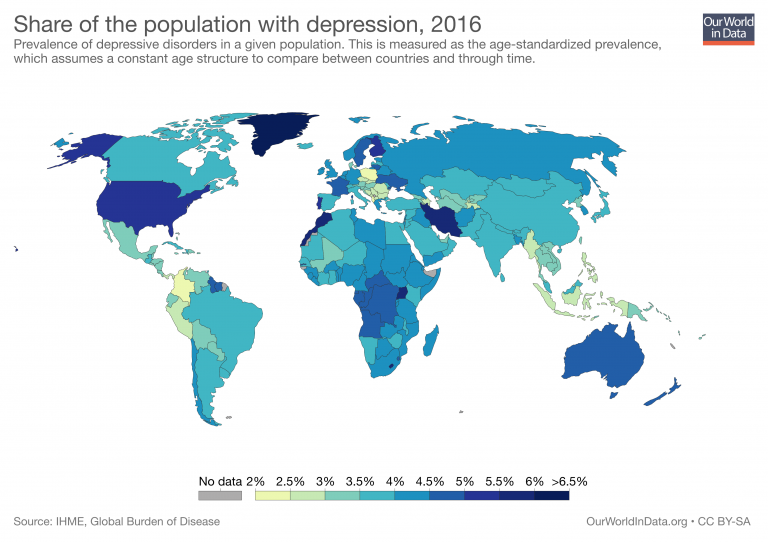 Share of the population with depression, 2016
Our World
in Data
Prevalence of depressive disorders in a given population. This is measured as the age-standardized prevalence,
which assumes a constant age structure to compare between countries and through time.
No data 2% 2.5% 3% 3.5% 4% 4.5% 5% 5.5% 6% >6.5%
Source: IHME, Global Burden of Disease
OurWorldInData.org • CC BY-SA